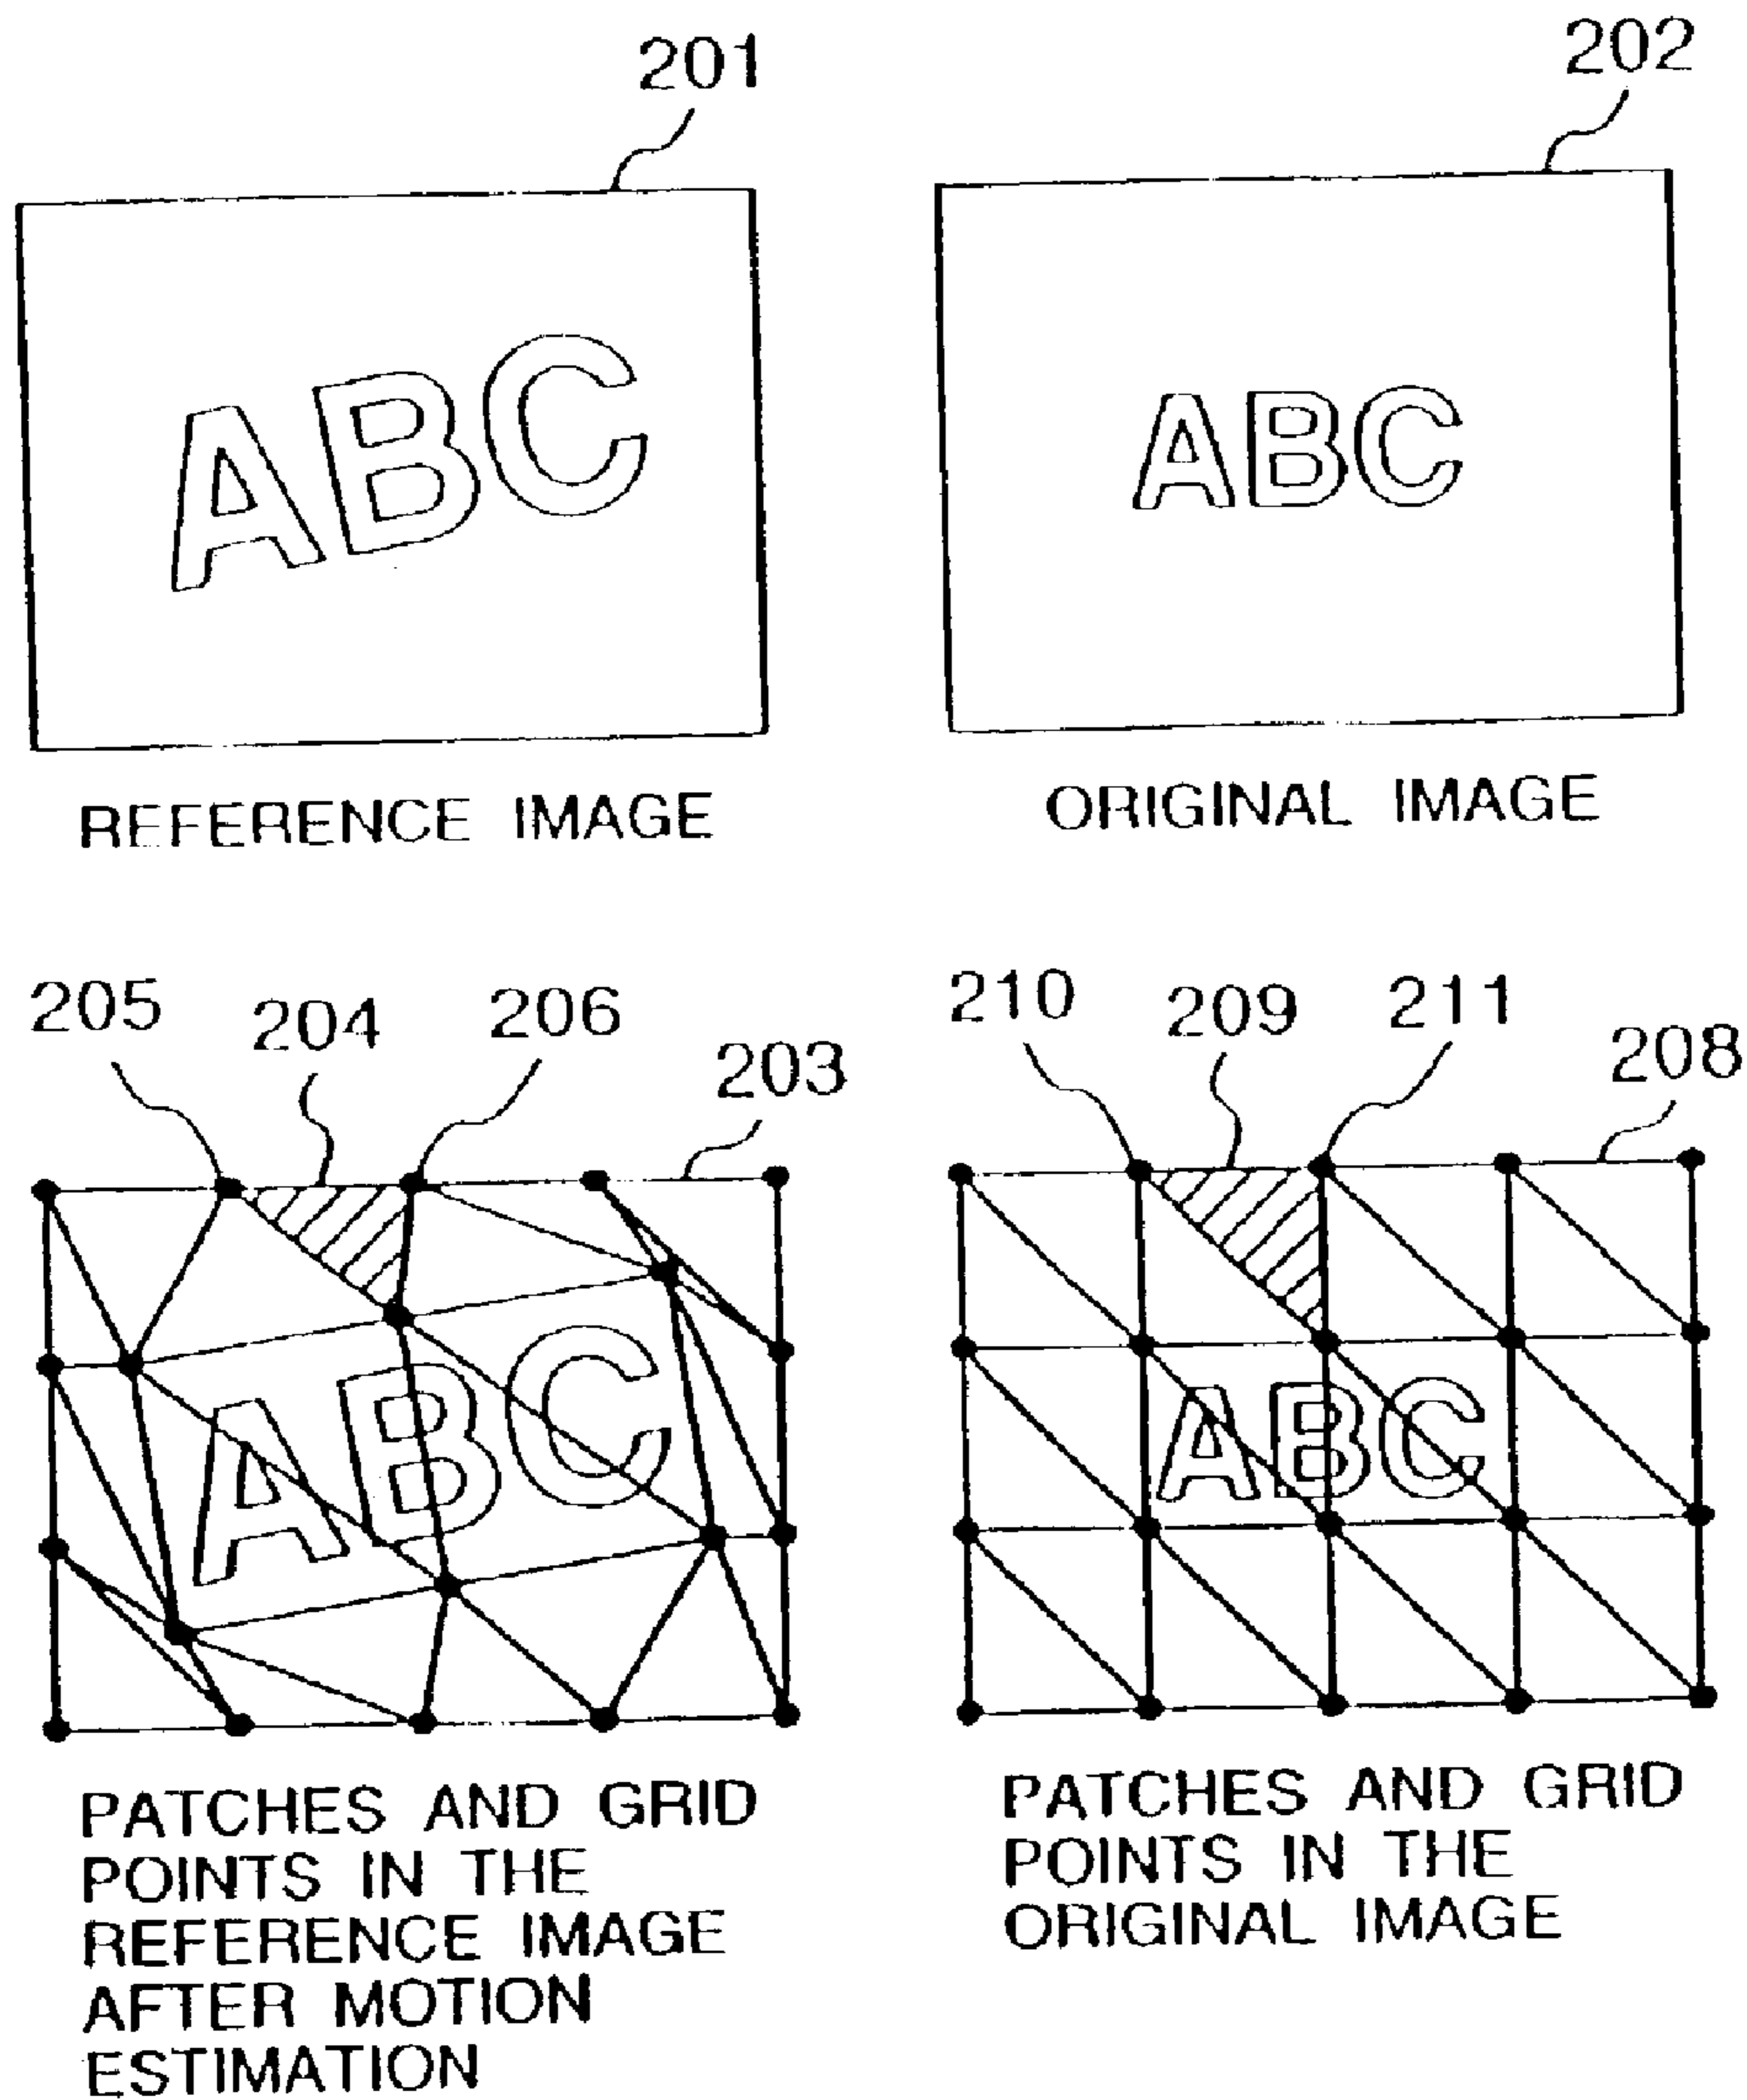 201
202
ABC
ABC
REFERENCE IMAGE
ORIGINAL IMAGE
205
204
206
203
210
209
211
208
ABC
ABC
PATCHES AND GRID
POINTS IN THE
REFERENCE IMAGE
AFTER MOTION
ESTIMATION
PATCHES AND GRID
POINTS IN THE
ORIGINAL IMAGE